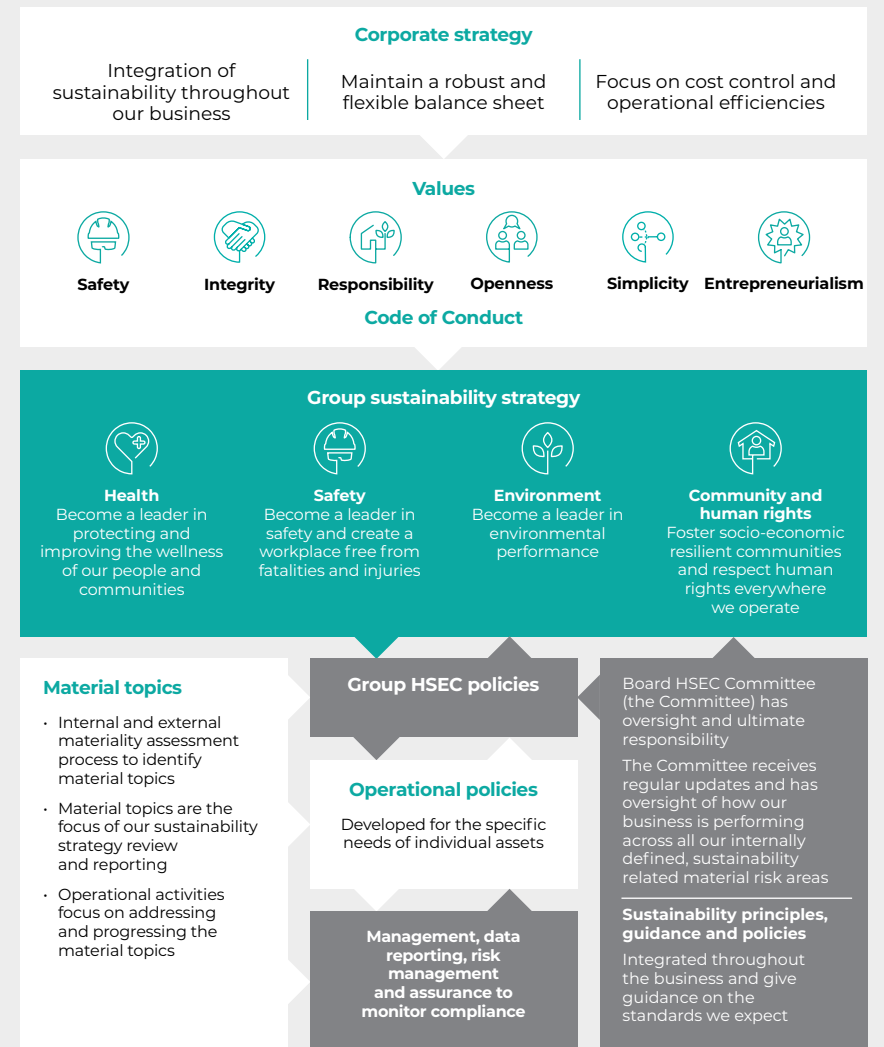 Corporate strategy
Integration of
sustainability throughout
our business
Maintain a robust and
flexible balance sheet
Focus on cost control and
operational efficiencies
Values
Safety
Integrity
Responsibility
Openness
Simplicity
Entrepreneurialism
Code of Conduct
Group sustainability strategy
Health
Become a leader in
protecting and
improving the wellness
of our people and
communities
Safety
Become a leader in
safety and create a
workplace free from
fatalities and injuries
Environment
Become a leader in
environmental
performance
Community and
human rights
Foster socio-economic
resilient communities
and respect human
rights everywhere
we operate
Material topics
• Internal and external
materiality assessment
process to identify
material topics
• Material topics are the
focus of our sustainability
strategy review
and reporting
• Operational activities
focus on addressing
and progressing the
material topics
Group HSEC policies
Operational policies
Developed for the specific
needs of individual assets
Management, data
reporting, risk
management
and assurance to
monitor compliance
Board HSEC Committee
(the Committee) has
oversight and ultimate
responsibility
The Committee receives
regular updates and has
oversight of how our
business is performing
across all our internally
defined, sustainability
related material risk areas
Sustainability principles,
guidance and policies
Integrated throughout
the business and give
guidance on the
standards we expect